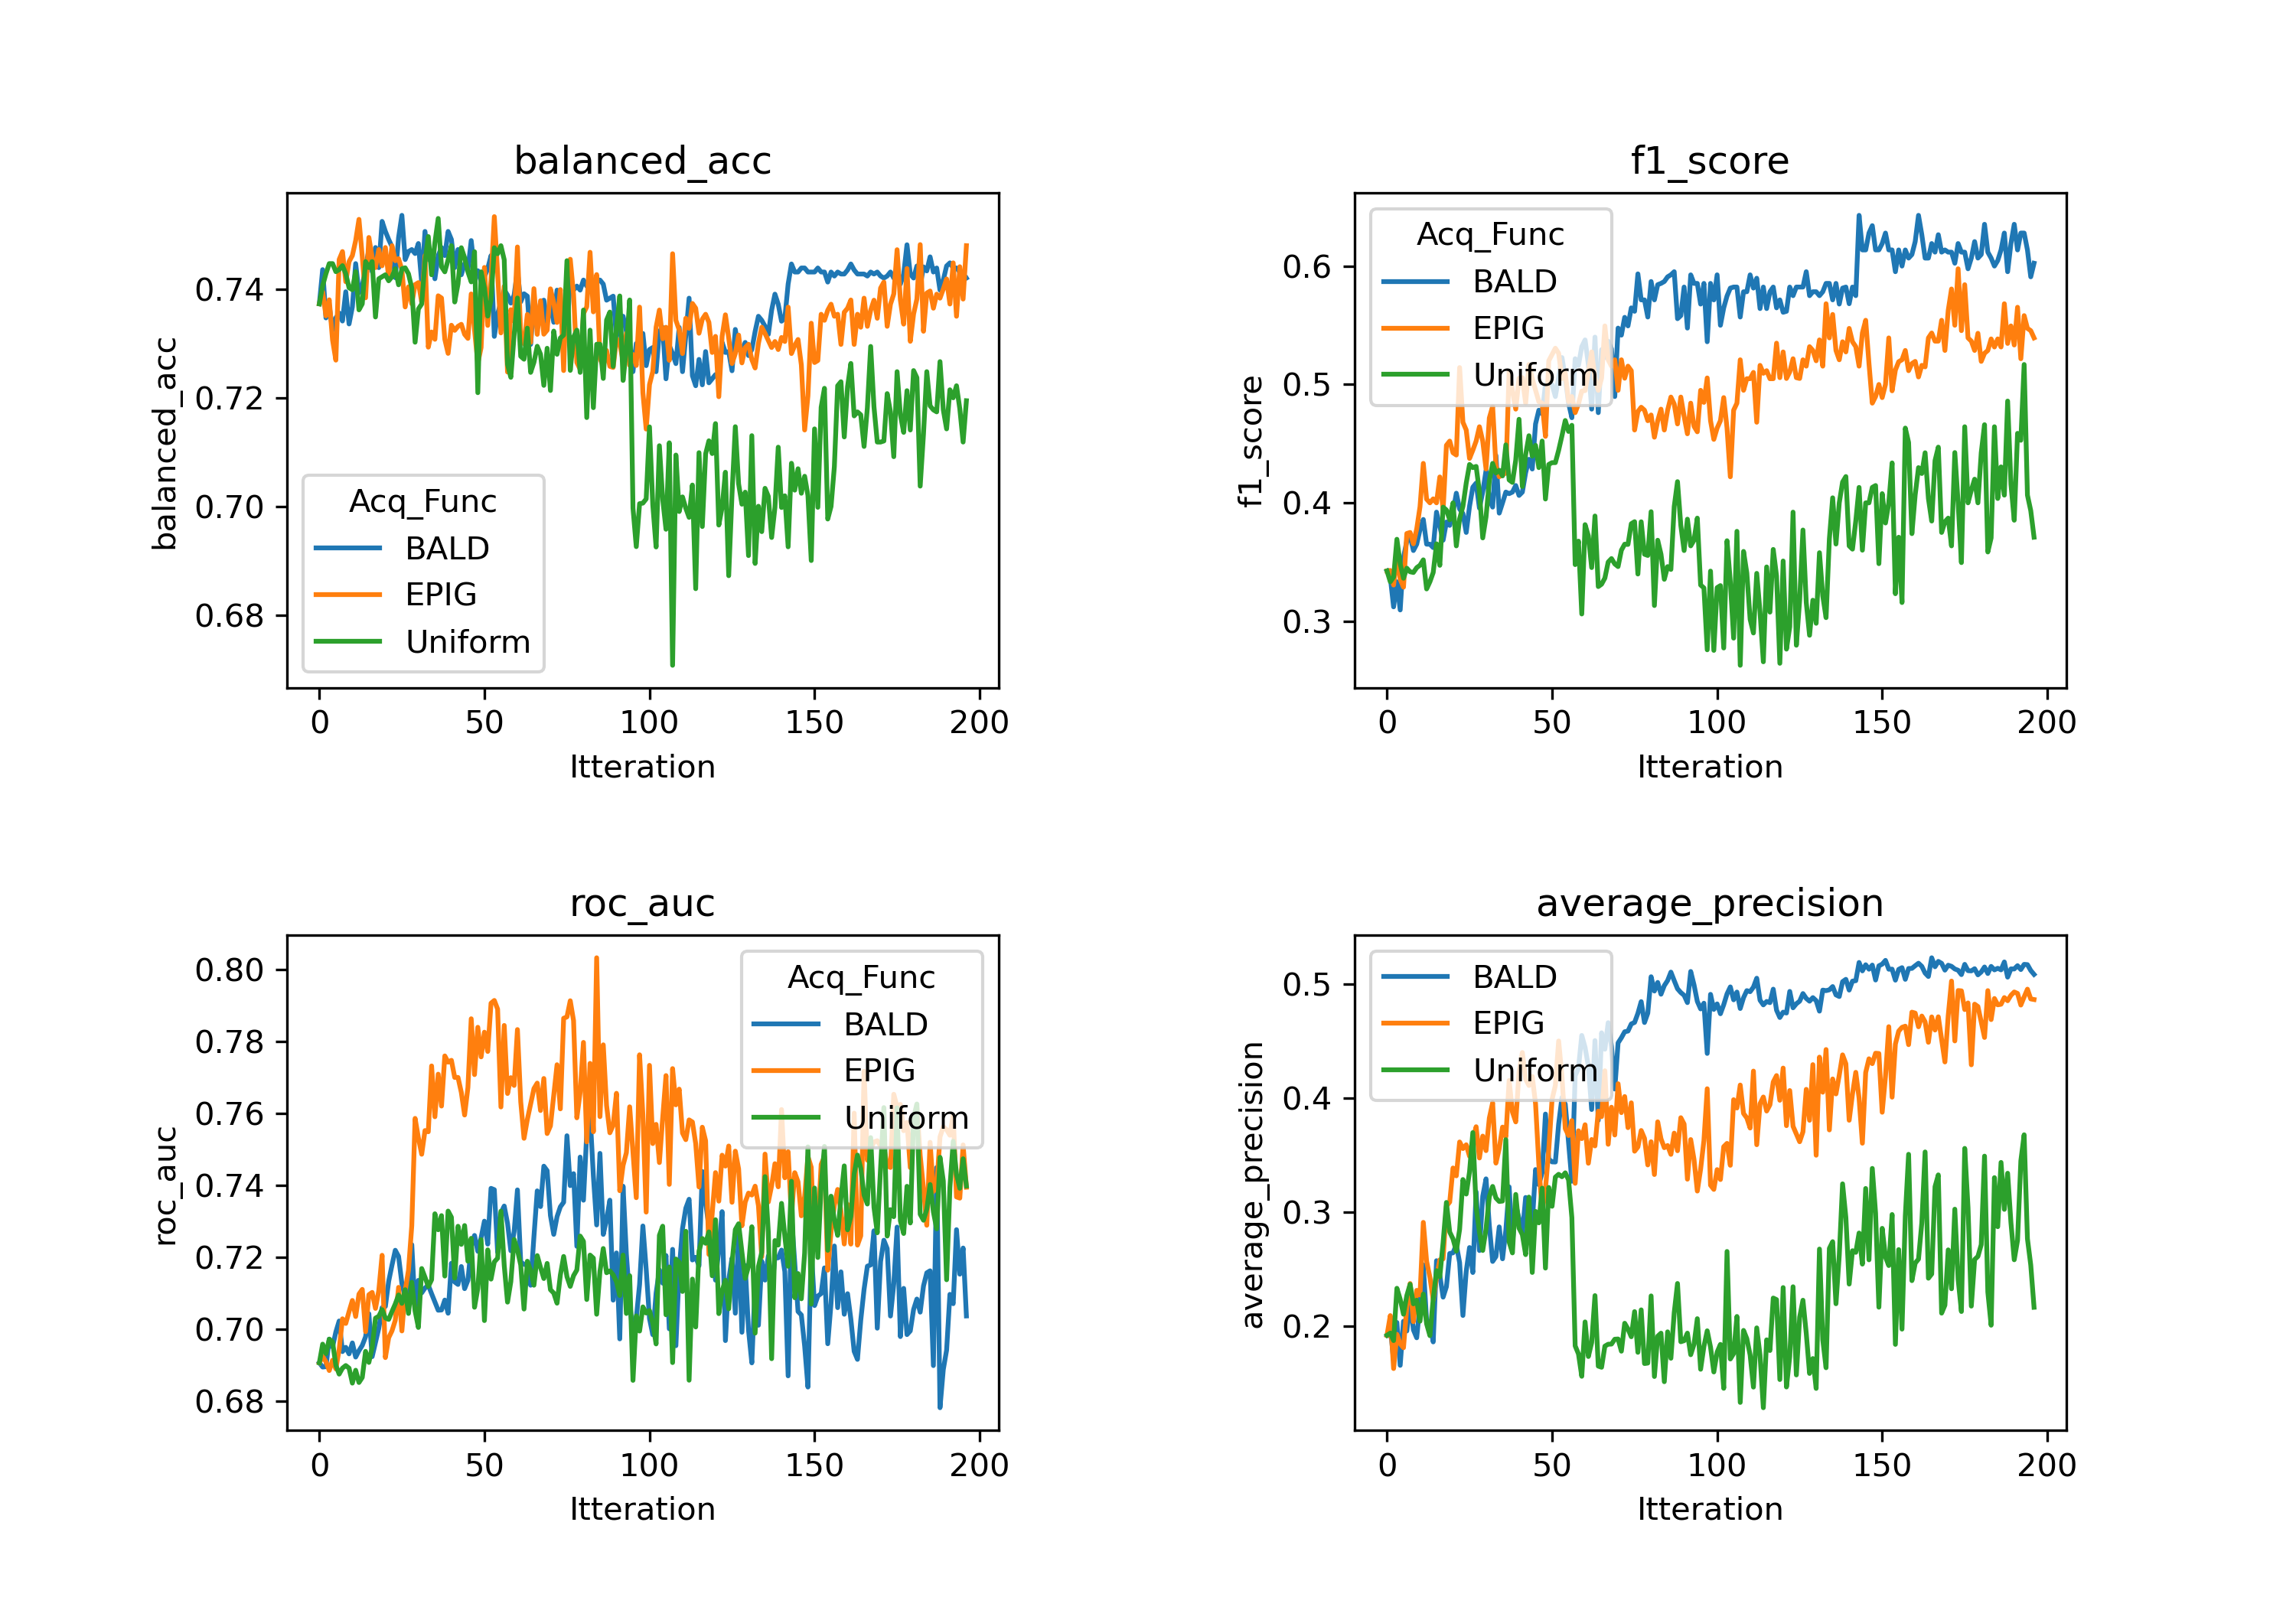 balanced_acc
balanced_acc
0.74
0.72
0.70
0.68
Acq_Func
BALD
EPIG
Uniform
0 50 100 150 200
Itteration
f1_score
f1_score
0.6
0.5
0.4
0.3
Acq_Func
BALD
EPIG
Uniform
0 50 100 150 200
Itteration
roc_auc
roc_auc
0.80
0.78
0.76
0.74
0.72
0.70
0.68
Acq_Func
BALD
EPIG
Uniform
0 50 100 150 200
Itteration
average_precision
average_precision
0.5
0.4
0.3
0.2
BALD
EPIG
Uniform
0 50 100 150 200
Itteration